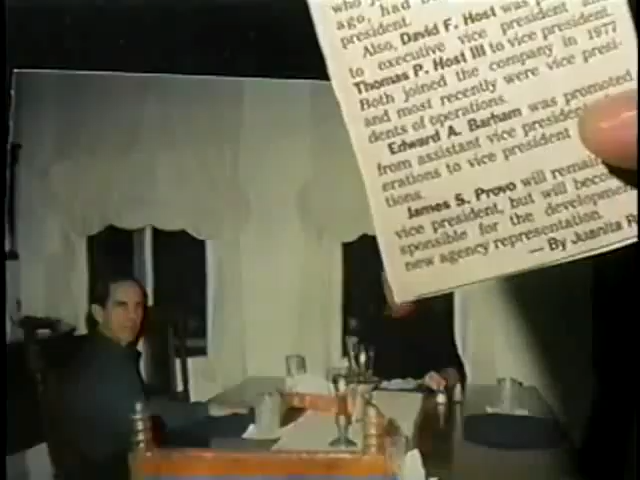 ago, had
president.
Also, David F. Host was
to executive vice president
Thomas P. Host III to vice president.
Both joined the company in 1977
and most recently were vice presi-
dents of operations.
Edward A. Barham was promoted
from assistant vice
erations to vice president
tions.
James S. Provo will remain
vice president, but will
sponsible for the development
new agency representation.
— By Juanita